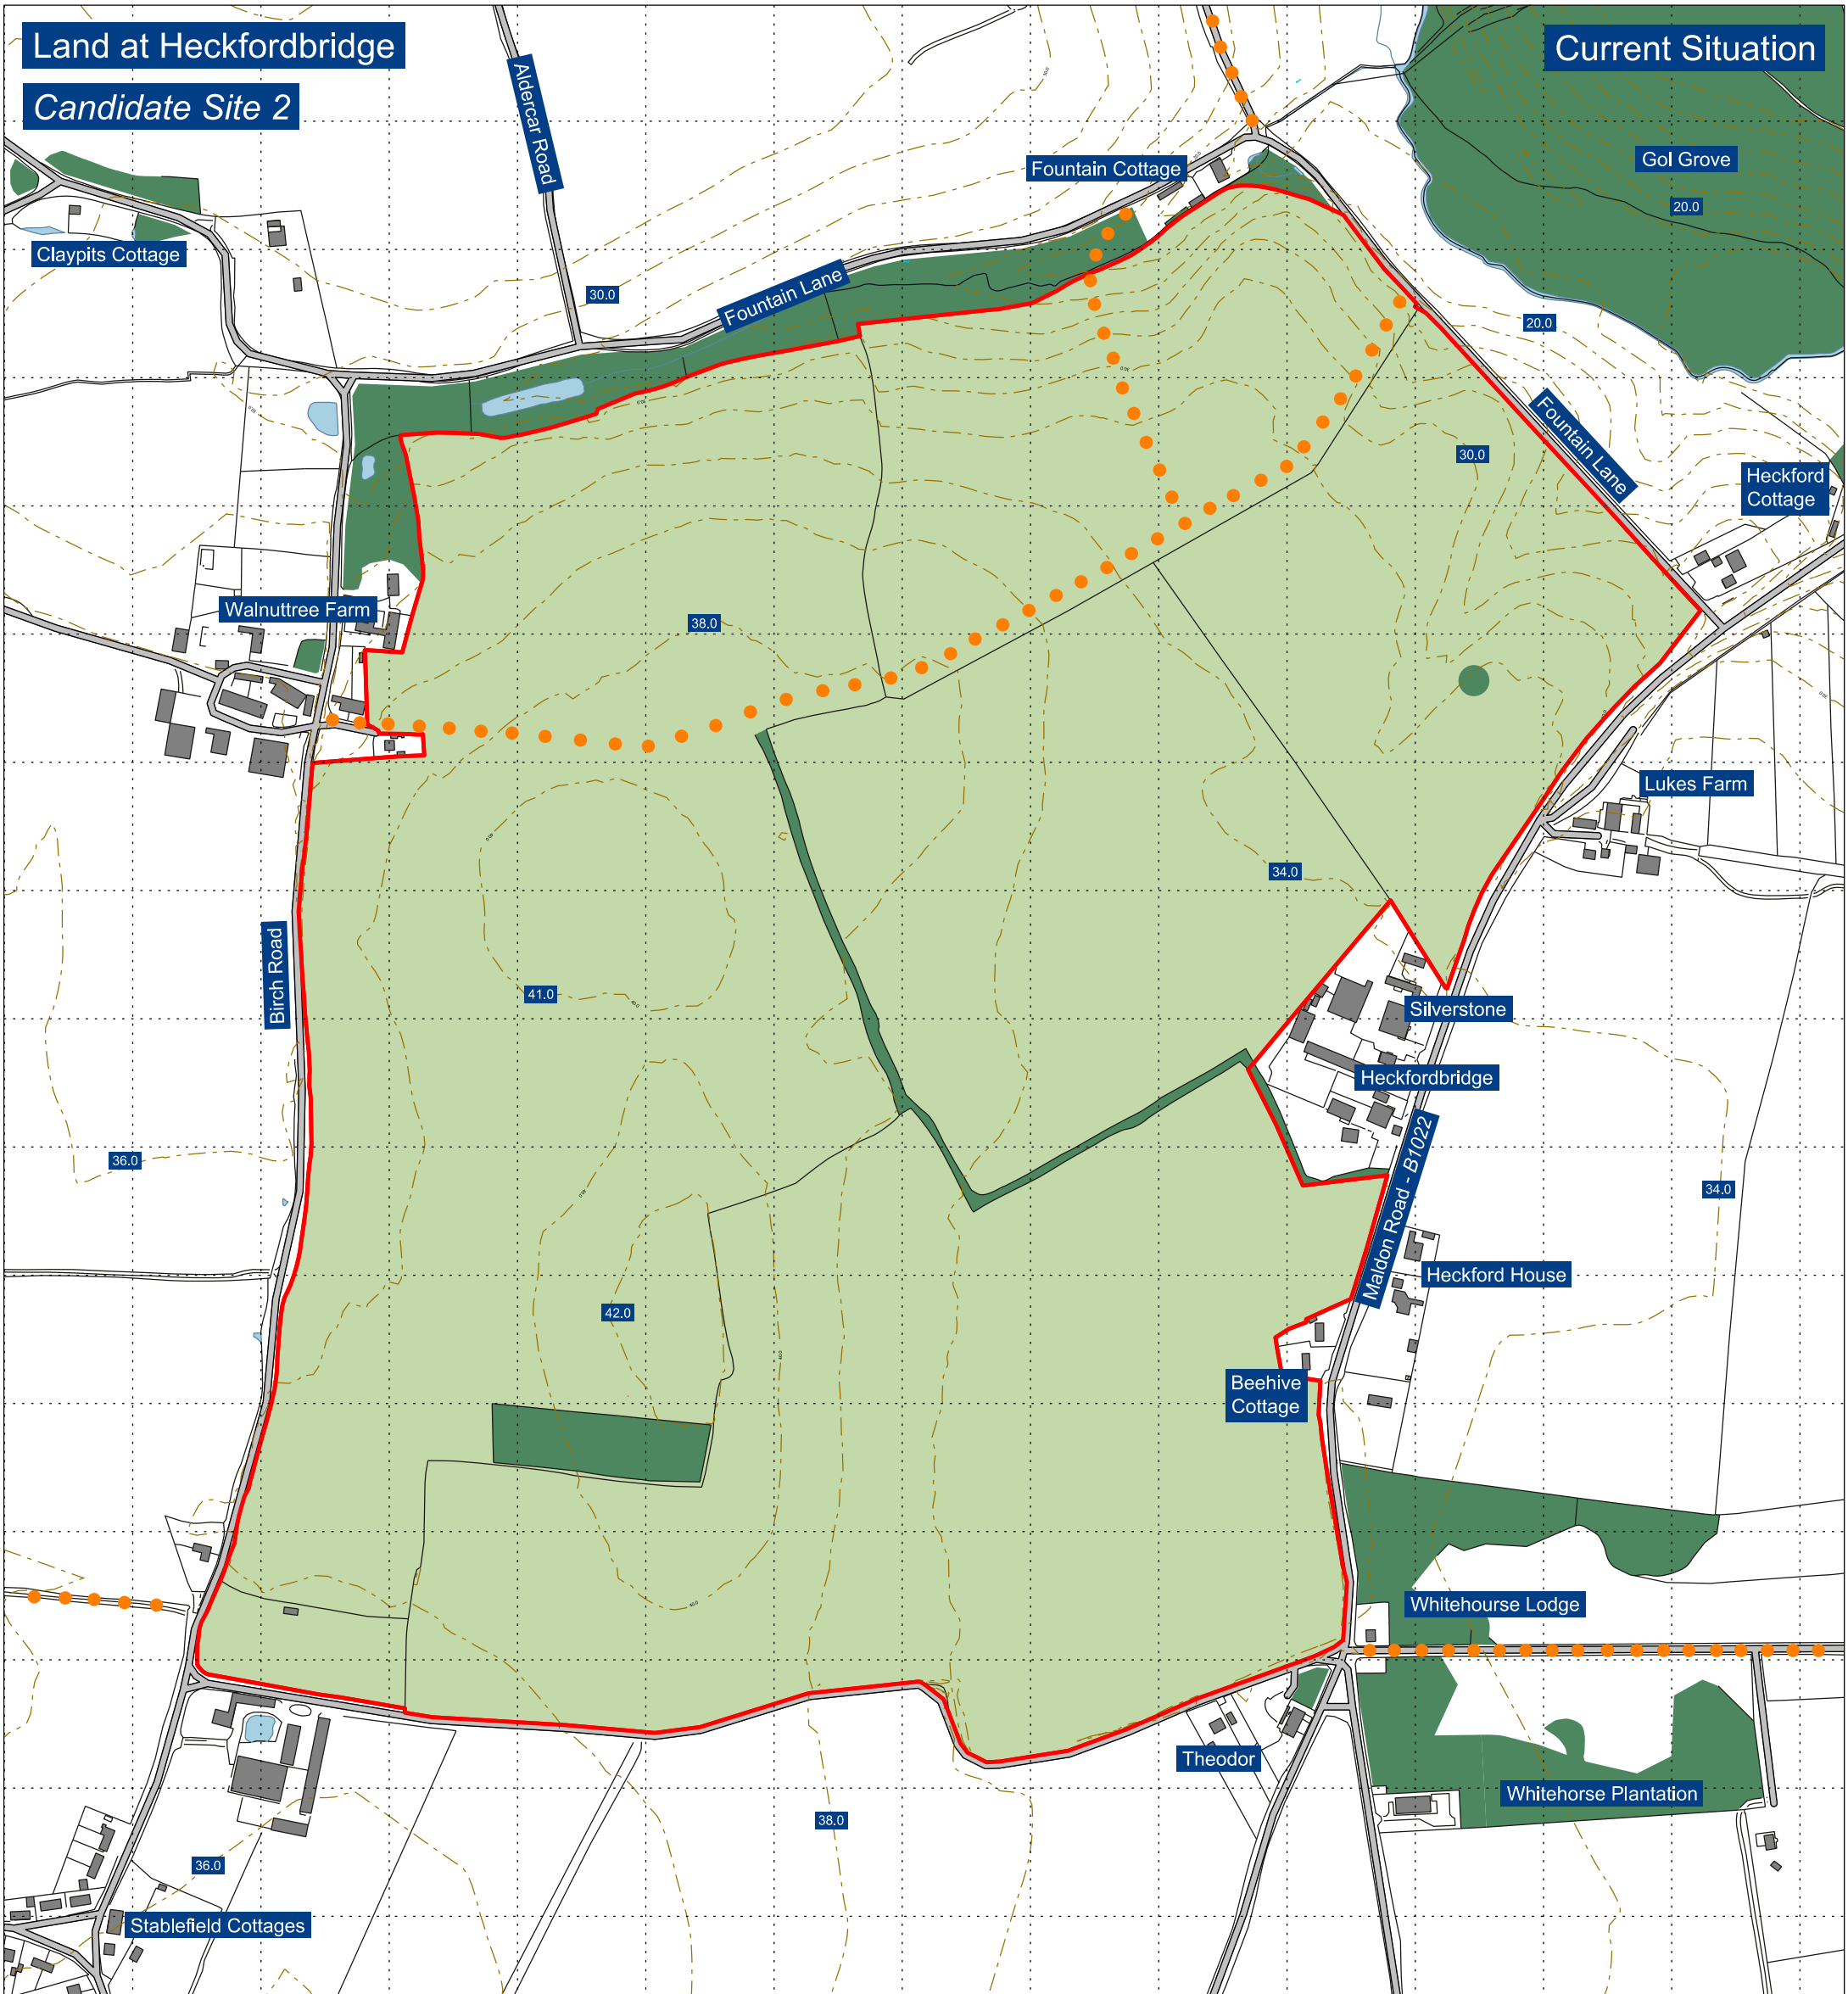 Land at Heckfordbridge
Candidate Site 2
Current Situation
Aldercar Road
Fountain Cottage
Gol Grove
20.0
Claypits Cottage
30.0
Fountain Lane
20.0
Fountain Lane
30.0
Heckford
Cottage
Walnuttree Farm
38.0
Lukes Farm
34.0
Birch Road
41.0
Silverstone
Heckfordbridge
36.0
Maldon Road - B1022
34.0
Heckford House
42.0
Beehive
Cottage
Whitehourse Lodge
Theodor
Whitehorse Plantation
38.0
36.0
Stablefield Cottages